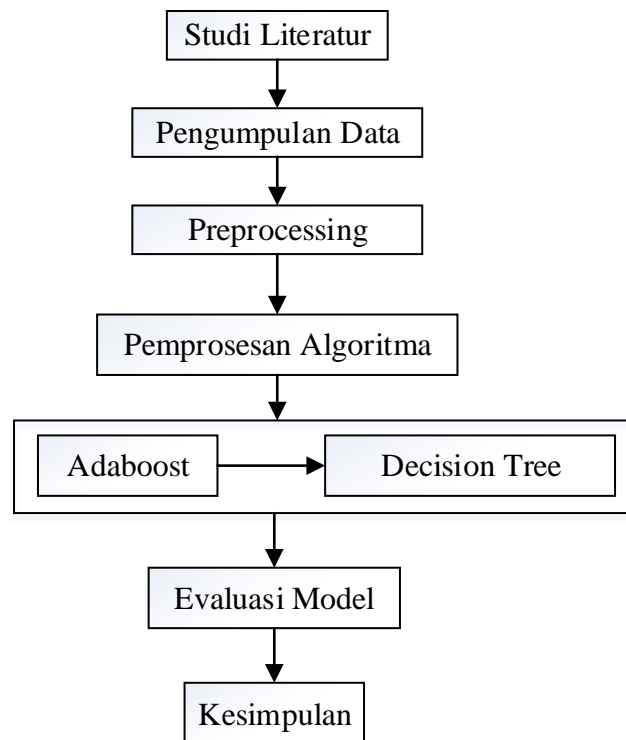 Studi Literatur
Pengumpulan Data
Preprocessing
Pemprosesan Algoritma
Adaboost
Decision Tree
Evaluasi Model
Kesimpulan